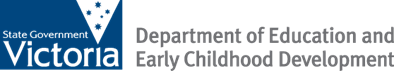 State Government
Victoria
Department of Education and
Early Childhood Development